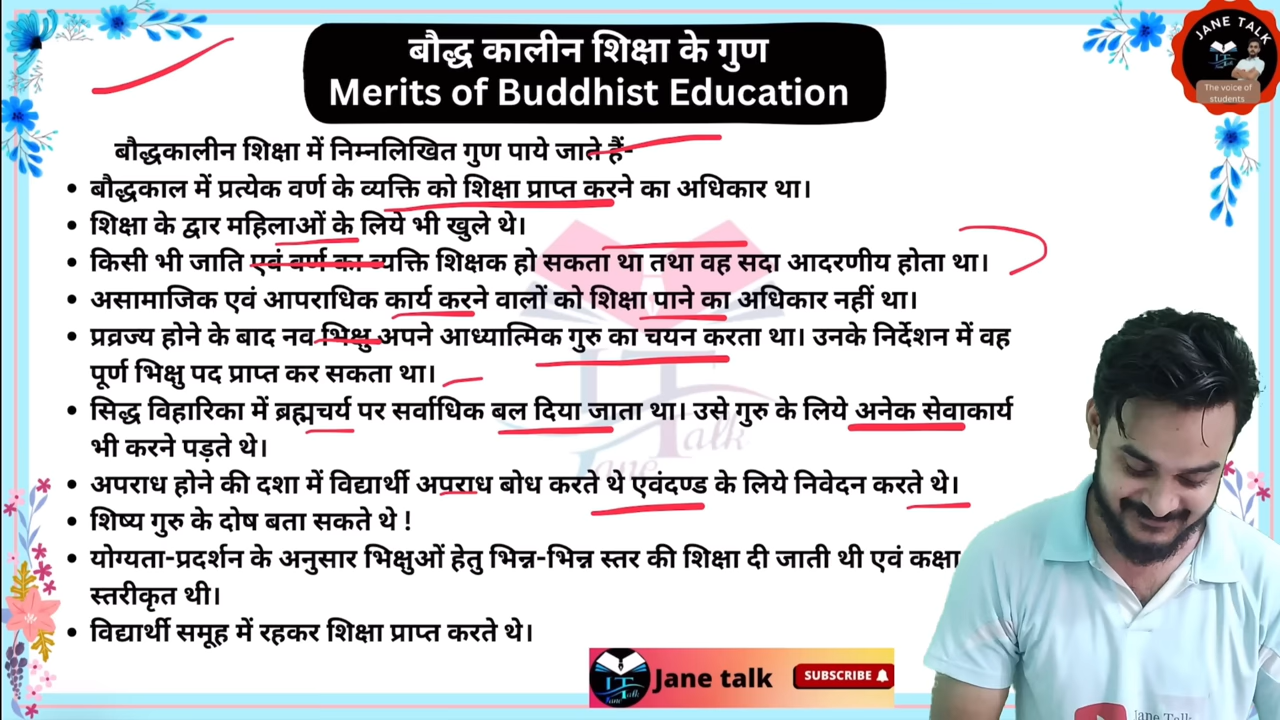 बौद्ध कालीन शिक्षा के गुण
Merits of Buddhist Education
JANE TALK
The voice of
students
बौद्धकालीन शिक्षा में निम्नलिखित गुण पाये जाते हैं-
• बौद्धकाल में प्रत्येक वर्ण के व्यक्ति को शिक्षा प्राप्त करने का अधिकार था।
• शिक्षा के द्वार महिलाओं के लिये भी खुले थे।
• किसी भी जाति एवं वर्ण का व्यक्ति शिक्षक हो सकता था तथा वह सदा आदरणीय होता था।
• असामाजिक एवं आपराधिक कार्य करने वालों को शिक्षा पाने का अधिकार नहीं था।
• प्रव्रज्य होने के बाद नव भिक्षु अपने आध्यात्मिक गुरु का चयन करता था। उनके निर्देशन में वह
पूर्ण भिक्षु पद प्राप्त कर सकता था।
• सिद्ध विहारिका में ब्रह्मचर्य पर सर्वाधिक बल दिया जाता था। उसे गुरु के लिये अनेक सेवाकार्य
भी करने पड़ते थे।
• अपराध होने की दशा में विद्यार्थी अपराध बोध करते थे एवंदण्ड के लिये निवेदन करते थे।
• शिष्य गुरु के दोष बता सकते थे !
• योग्यता-प्रदर्शन के अनुसार भिक्षुओं हेतु भिन्न-भिन्न स्तर की शिक्षा दी जाती थी एवं कक्षा
स्तरीकृत थी।
• विद्यार्थी समूह में रहकर शिक्षा प्राप्त करते थे।
Talk
Jane
Jane talk
SUBSCRIBE
Jane Talk